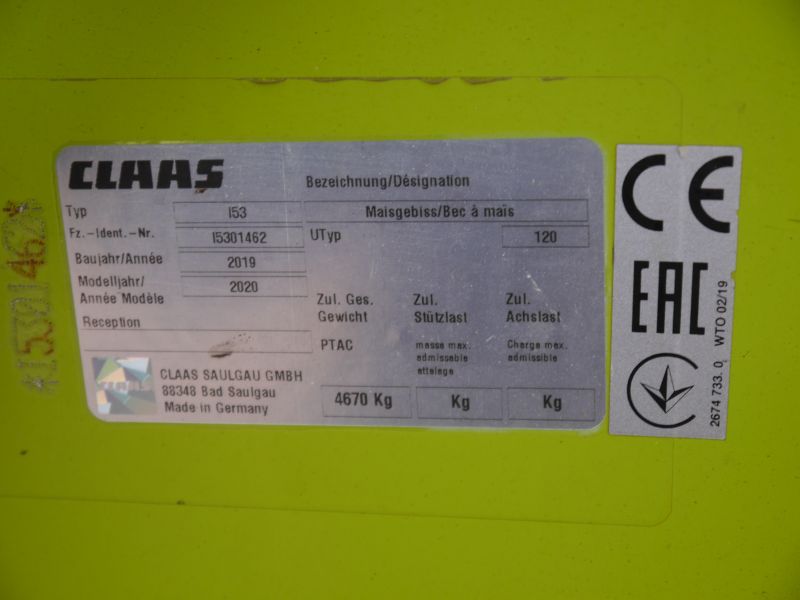 CLAAS
Bezeichnung/Désignation
Typ I53 Maisgebiss/Bec à maïs
Fz.-Ident.-Nr. I5301462 UTyp 120
Baujahr/Année 2019
Modelljahr/
Année Modèle 2020
Reception
Zul. Ges. Gewicht
PTAC
4670 Kg
Zul. Stützlast
masse max.
admissible
attelage
Kg
Zul. Achslast
Charge max.
admissible
Kg
CLAAS
CLAAS SAULGAU GMBH
88348 Bad Saulgau
Made in Germany
CE
EAC
2674 733. 0 WTO 02/19